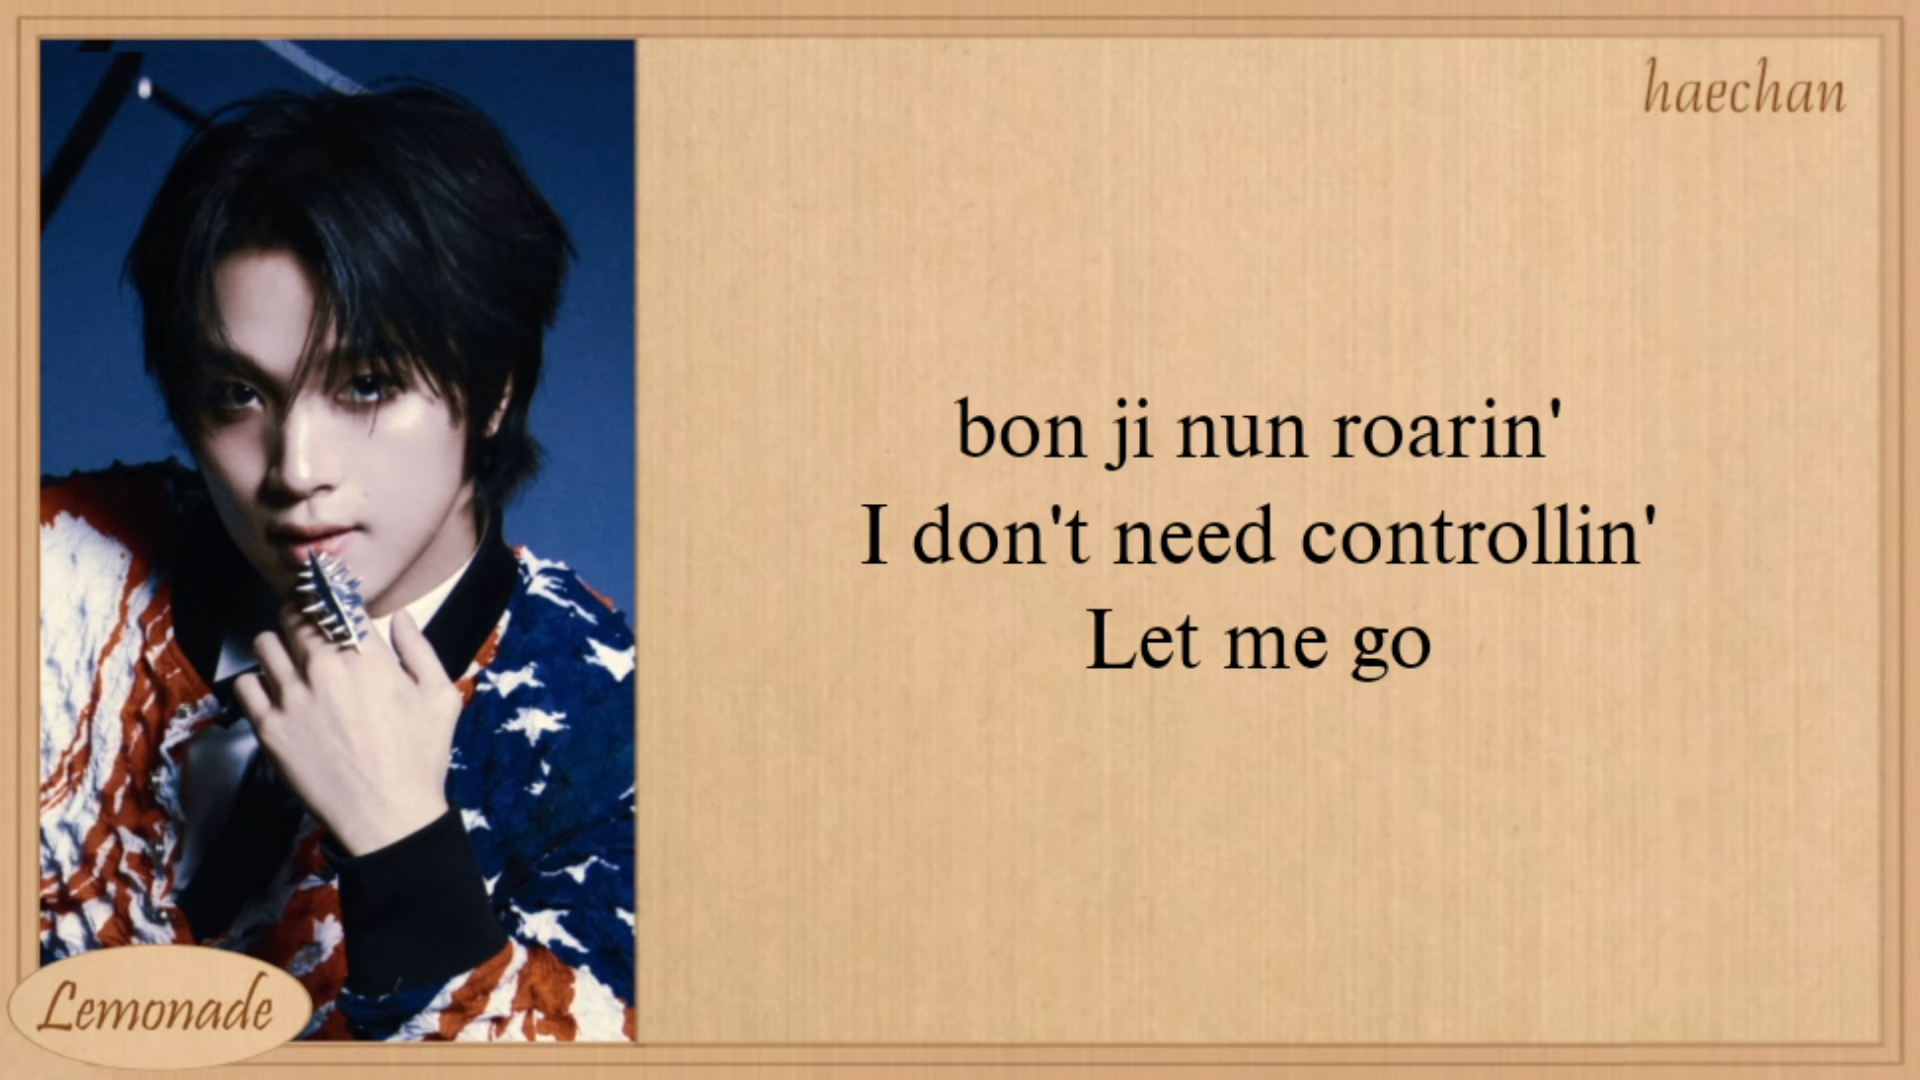 haechan
bon ji nun roarin'
I don't need controllin'
Let me go
Lemonade